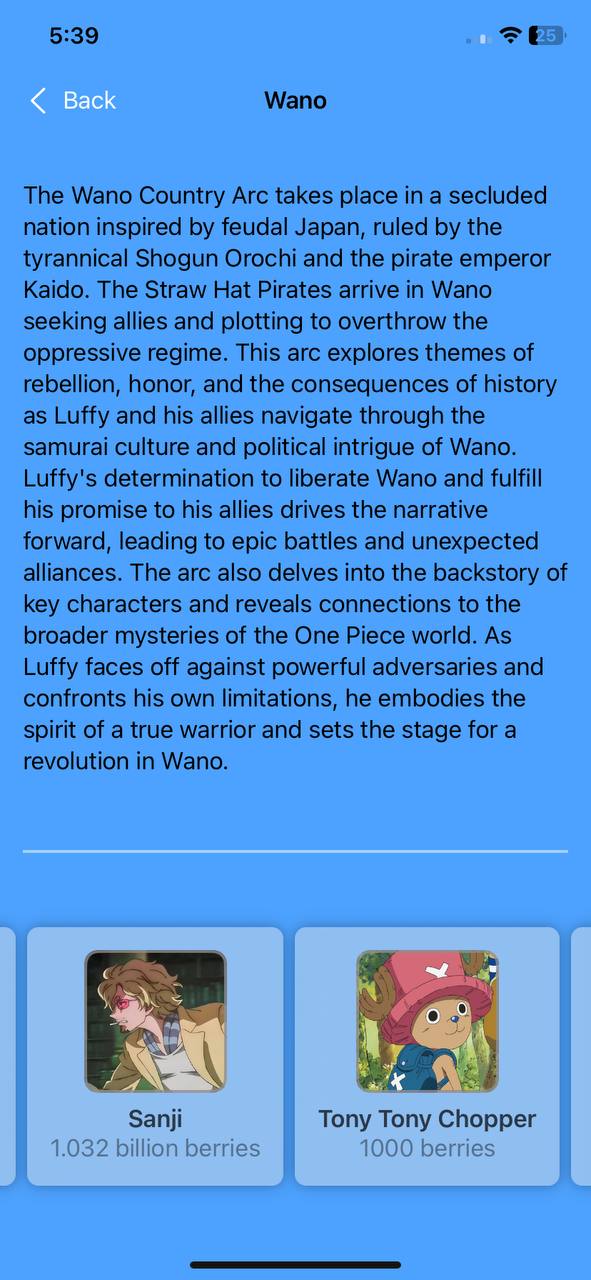 5:39
25
Back
Wano
The Wano Country Arc takes place in a secluded
nation inspired by feudal Japan, ruled by the
tyrannical Shogun Orochi and the pirate emperor
Kaido. The Straw Hat Pirates arrive in Wano
seeking allies and plotting to overthrow the
oppressive regime. This arc explores themes of
rebellion, honor, and the consequences of history
as Luffy and his allies navigate through the
samurai culture and political intrigue of Wano.
Luffy's determination to liberate Wano and fulfill
his promise to his allies drives the narrative
forward, leading to epic battles and unexpected
alliances. The arc also delves into the backstory of
key characters and reveals connections to the
broader mysteries of the One Piece world. As
Luffy faces off against powerful adversaries and
confronts his own limitations, he embodies the
spirit of a true warrior and sets the stage for a
revolution in Wano.
Sanji
1.032 billion berries
Tony Tony Chopper
1000 berries